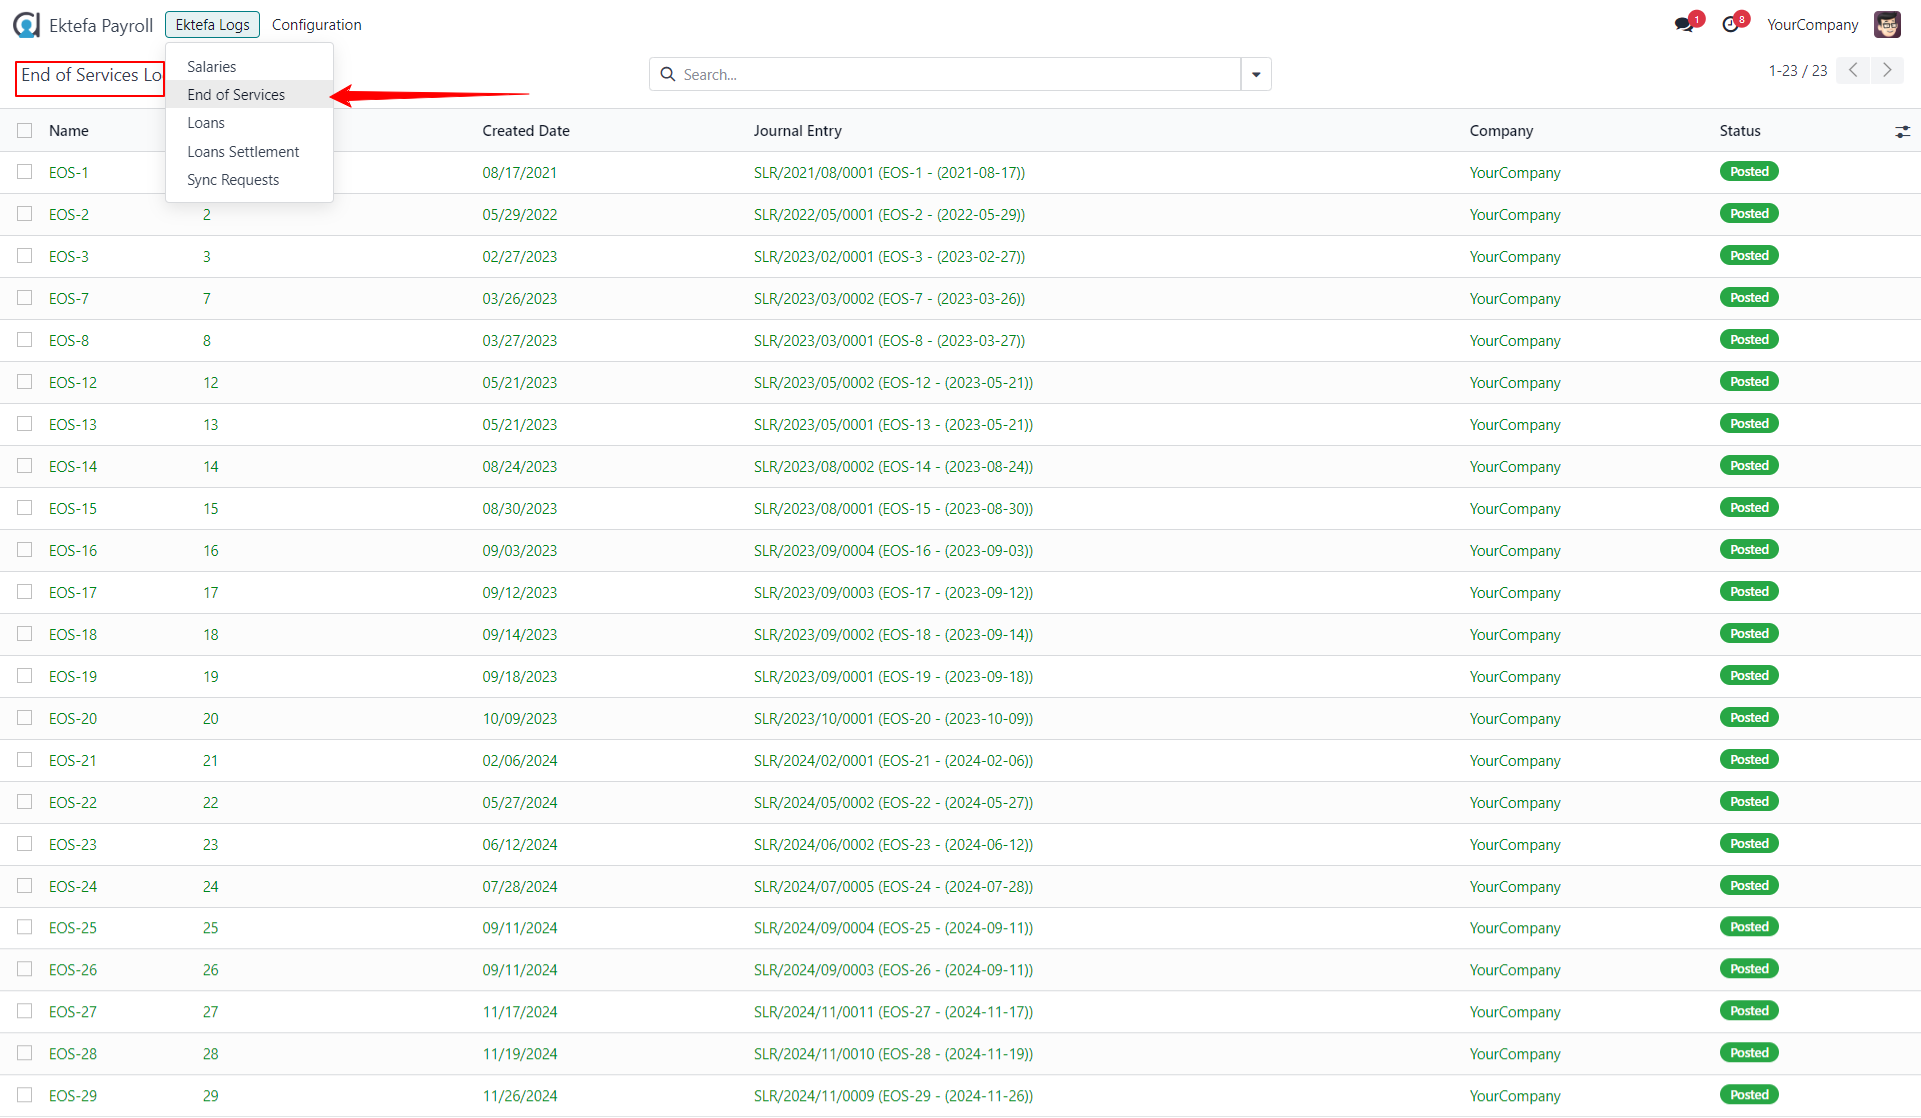 Ektefa Payroll Ektefa Logs Configuration 1 8 YourCompany
End of Services Lo Search... 1-23 / 23
Salaries
End of Services
Loans
Loans Settlement
Sync Requests
Name Created Date Journal Entry Company Status
EOS-1 08/17/2021 SLR/2021/08/0001 (EOS-1 - (2021-08-17)) YourCompany Posted
EOS-2 2 05/29/2022 SLR/2022/05/0001 (EOS-2 - (2022-05-29)) YourCompany Posted
EOS-3 3 02/27/2023 SLR/2023/02/0001 (EOS-3 - (2023-02-27)) YourCompany Posted
EOS-7 7 03/26/2023 SLR/2023/03/0002 (EOS-7 - (2023-03-26)) YourCompany Posted
EOS-8 8 03/27/2023 SLR/2023/03/0001 (EOS-8 - (2023-03-27)) YourCompany Posted
EOS-12 12 05/21/2023 SLR/2023/05/0002 (EOS-12 - (2023-05-21)) YourCompany Posted
EOS-13 13 05/21/2023 SLR/2023/05/0001 (EOS-13 - (2023-05-21)) YourCompany Posted
EOS-14 14 08/24/2023 SLR/2023/08/0002 (EOS-14 - (2023-08-24)) YourCompany Posted
EOS-15 15 08/30/2023 SLR/2023/08/0001 (EOS-15 - (2023-08-30)) YourCompany Posted
EOS-16 16 09/03/2023 SLR/2023/09/0004 (EOS-16 - (2023-09-03)) YourCompany Posted
EOS-17 17 09/12/2023 SLR/2023/09/0003 (EOS-17 - (2023-09-12)) YourCompany Posted
EOS-18 18 09/14/2023 SLR/2023/09/0002 (EOS-18 - (2023-09-14)) YourCompany Posted
EOS-19 19 09/18/2023 SLR/2023/09/0001 (EOS-19 - (2023-09-18)) YourCompany Posted
EOS-20 20 10/09/2023 SLR/2023/10/0001 (EOS-20 - (2023-10-09)) YourCompany Posted
EOS-21 21 02/06/2024 SLR/2024/02/0001 (EOS-21 - (2024-02-06)) YourCompany Posted
EOS-22 22 05/27/2024 SLR/2024/05/0002 (EOS-22 - (2024-05-27)) YourCompany Posted
EOS-23 23 06/12/2024 SLR/2024/06/0002 (EOS-23 - (2024-06-12)) YourCompany Posted
EOS-24 24 07/28/2024 SLR/2024/07/0005 (EOS-24 - (2024-07-28)) YourCompany Posted
EOS-25 25 09/11/2024 SLR/2024/09/0004 (EOS-25 - (2024-09-11)) YourCompany Posted
EOS-26 26 09/11/2024 SLR/2024/09/0003 (EOS-26 - (2024-09-11)) YourCompany Posted
EOS-27 27 11/17/2024 SLR/2024/11/0011 (EOS-27 - (2024-11-17)) YourCompany Posted
EOS-28 28 11/19/2024 SLR/2024/11/0010 (EOS-28 - (2024-11-19)) YourCompany Posted
EOS-29 29 11/26/2024 SLR/2024/11/0009 (EOS-29 - (2024-11-26)) YourCompany Posted